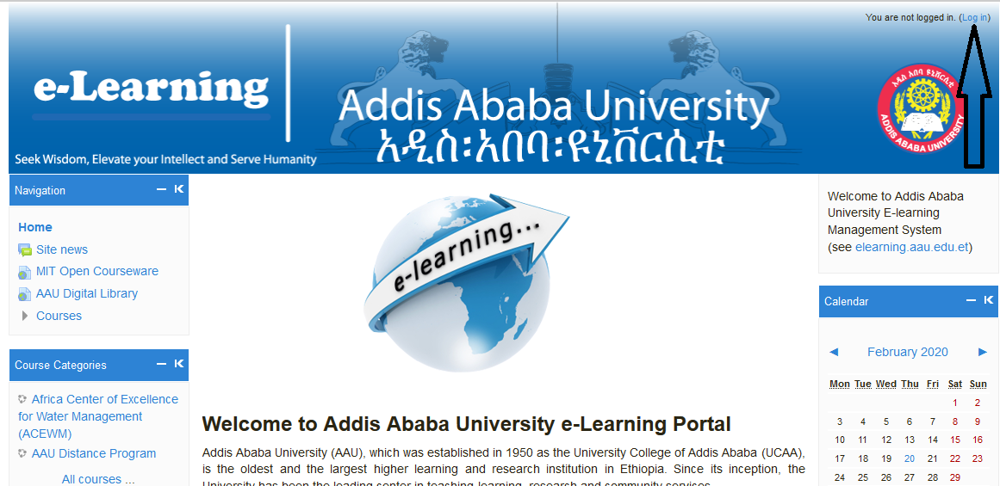 You are not logged in. (Log in)
e-Learning
Addis Ababa University
አዲስ፡አበባ፡ዩኒቨርሲቲ
Seek Wisdom, Elevate your Intellect and Serve Humanity
አዲስ አበባ ዩኒቨርሲቲ
ADDIS ABABA UNIVERSITY
Navigation
Home
Site news
MIT Open Courseware
AAU Digital Library
Courses
Course Categories
Africa Center of Excellence
for Water Management
(ACEWM)
AAU Distance Program
All courses ...
e-learning...
Welcome to Addis Ababa University e-Learning Portal
Addis Ababa University (AAU), which was established in 1950 as the University College of Addis Ababa (UCAA),
is the oldest and the largest higher learning and research institution in Ethiopia. Since its inception, the
University has been the leading center in teaching-learning, research and community services.
Welcome to Addis Ababa
University E-learning
Management System
(see elearning.aau.edu.et)
Calendar
◄ February 2020 ►
Mon Tue Wed Thu Fri Sat Sun
1 2
3 4 5 6 7 8 9
10 11 12 13 14 15 16
17 18 19 20 21 22 23
24 25 26 27 28 29